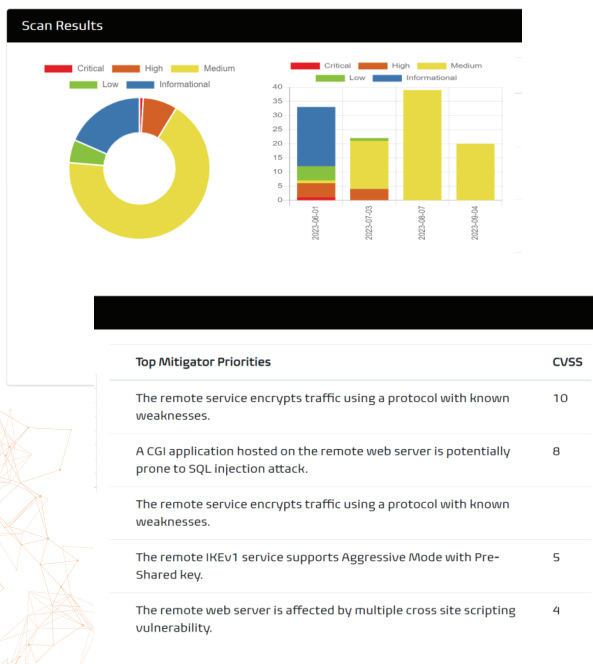 Scan Results
Critical High Medium
Low Informational
Critical High Medium
Low Informational
40
35
30
25
20
15
10
5
0
2023-06-01
2023-07-03
2023-08-07
2023-09-04
Top Mitigator Priorities CVSS
The remote service encrypts traffic using a protocol with known 10
weaknesses.
A CGI application hosted on the remote web server is potentially 8
prone to SQL injection attack.
The remote service encrypts traffic using a protocol with known
weaknesses.
The remote IKEv1 service supports Aggressive Mode with Pre- 5
Shared key.
The remote web server is affected by multiple cross site scripting 4
vulnerability.